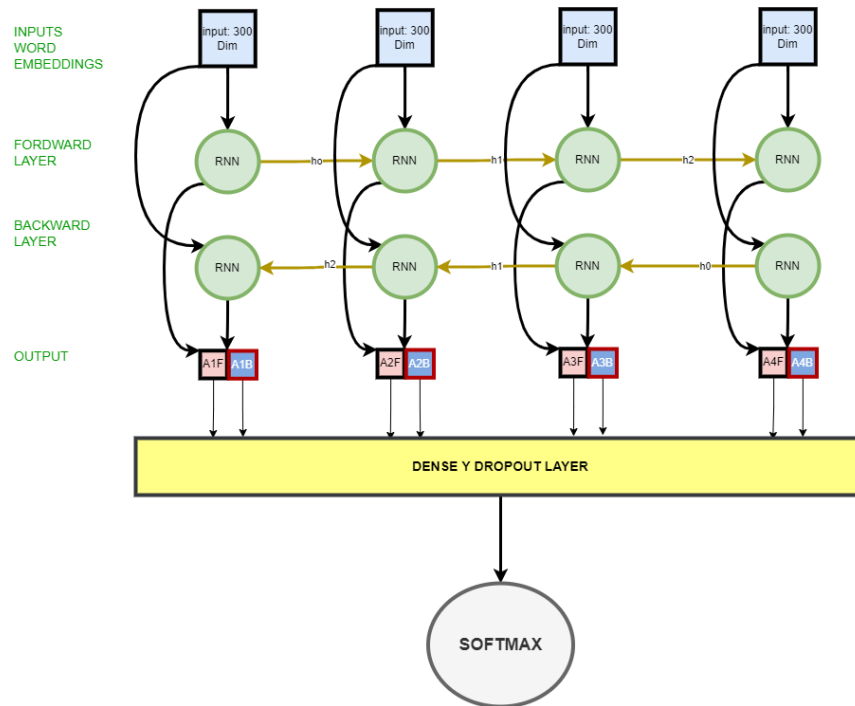 INPUTS
WORD
EMBEDDINGS
input: 300
Dim
input: 300
Dim
input: 300
Dim
input: 300
Dim
FORDWARD
LAYER
RNN
ho
RNN
h1
RNN
h2
RNN
BACKWARD
LAYER
RNN
h2
RNN
h1
RNN
h0
RNN
OUTPUT
A1F
A1B
A2F
A2B
A3F
A3B
A4F
A4B
DENSE Y DROPOUT LAYER
SOFTMAX